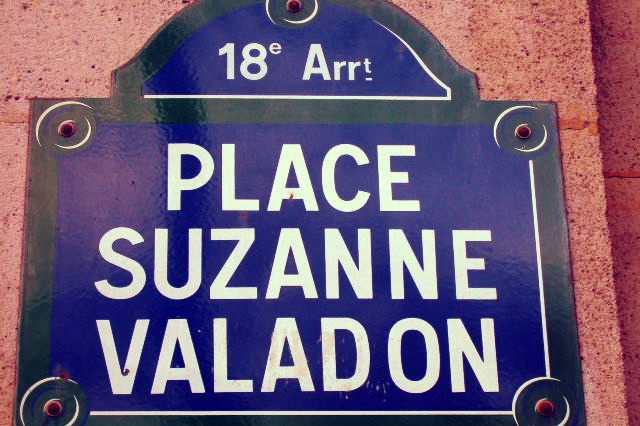 18e Arrt
PLACE
SUZANNE
VALADON